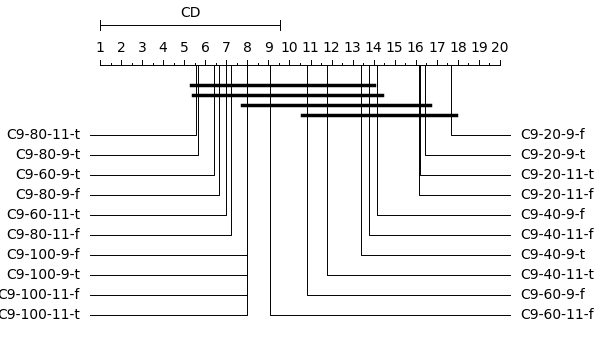 CD
1 2 3 4 5 6 7 8 9 10 11 12 13 14 15 16 17 18 19 20
C9-80-11-t C9-20-9-f
C9-80-9-t C9-20-9-t
C9-60-9-t C9-20-11-t
C9-80-9-f C9-20-11-f
C9-60-11-t C9-40-9-f
C9-80-11-f C9-40-11-f
C9-100-9-f C9-40-9-t
C9-100-9-t C9-40-11-t
C9-100-11-f C9-60-9-f
C9-100-11-t C9-60-11-f